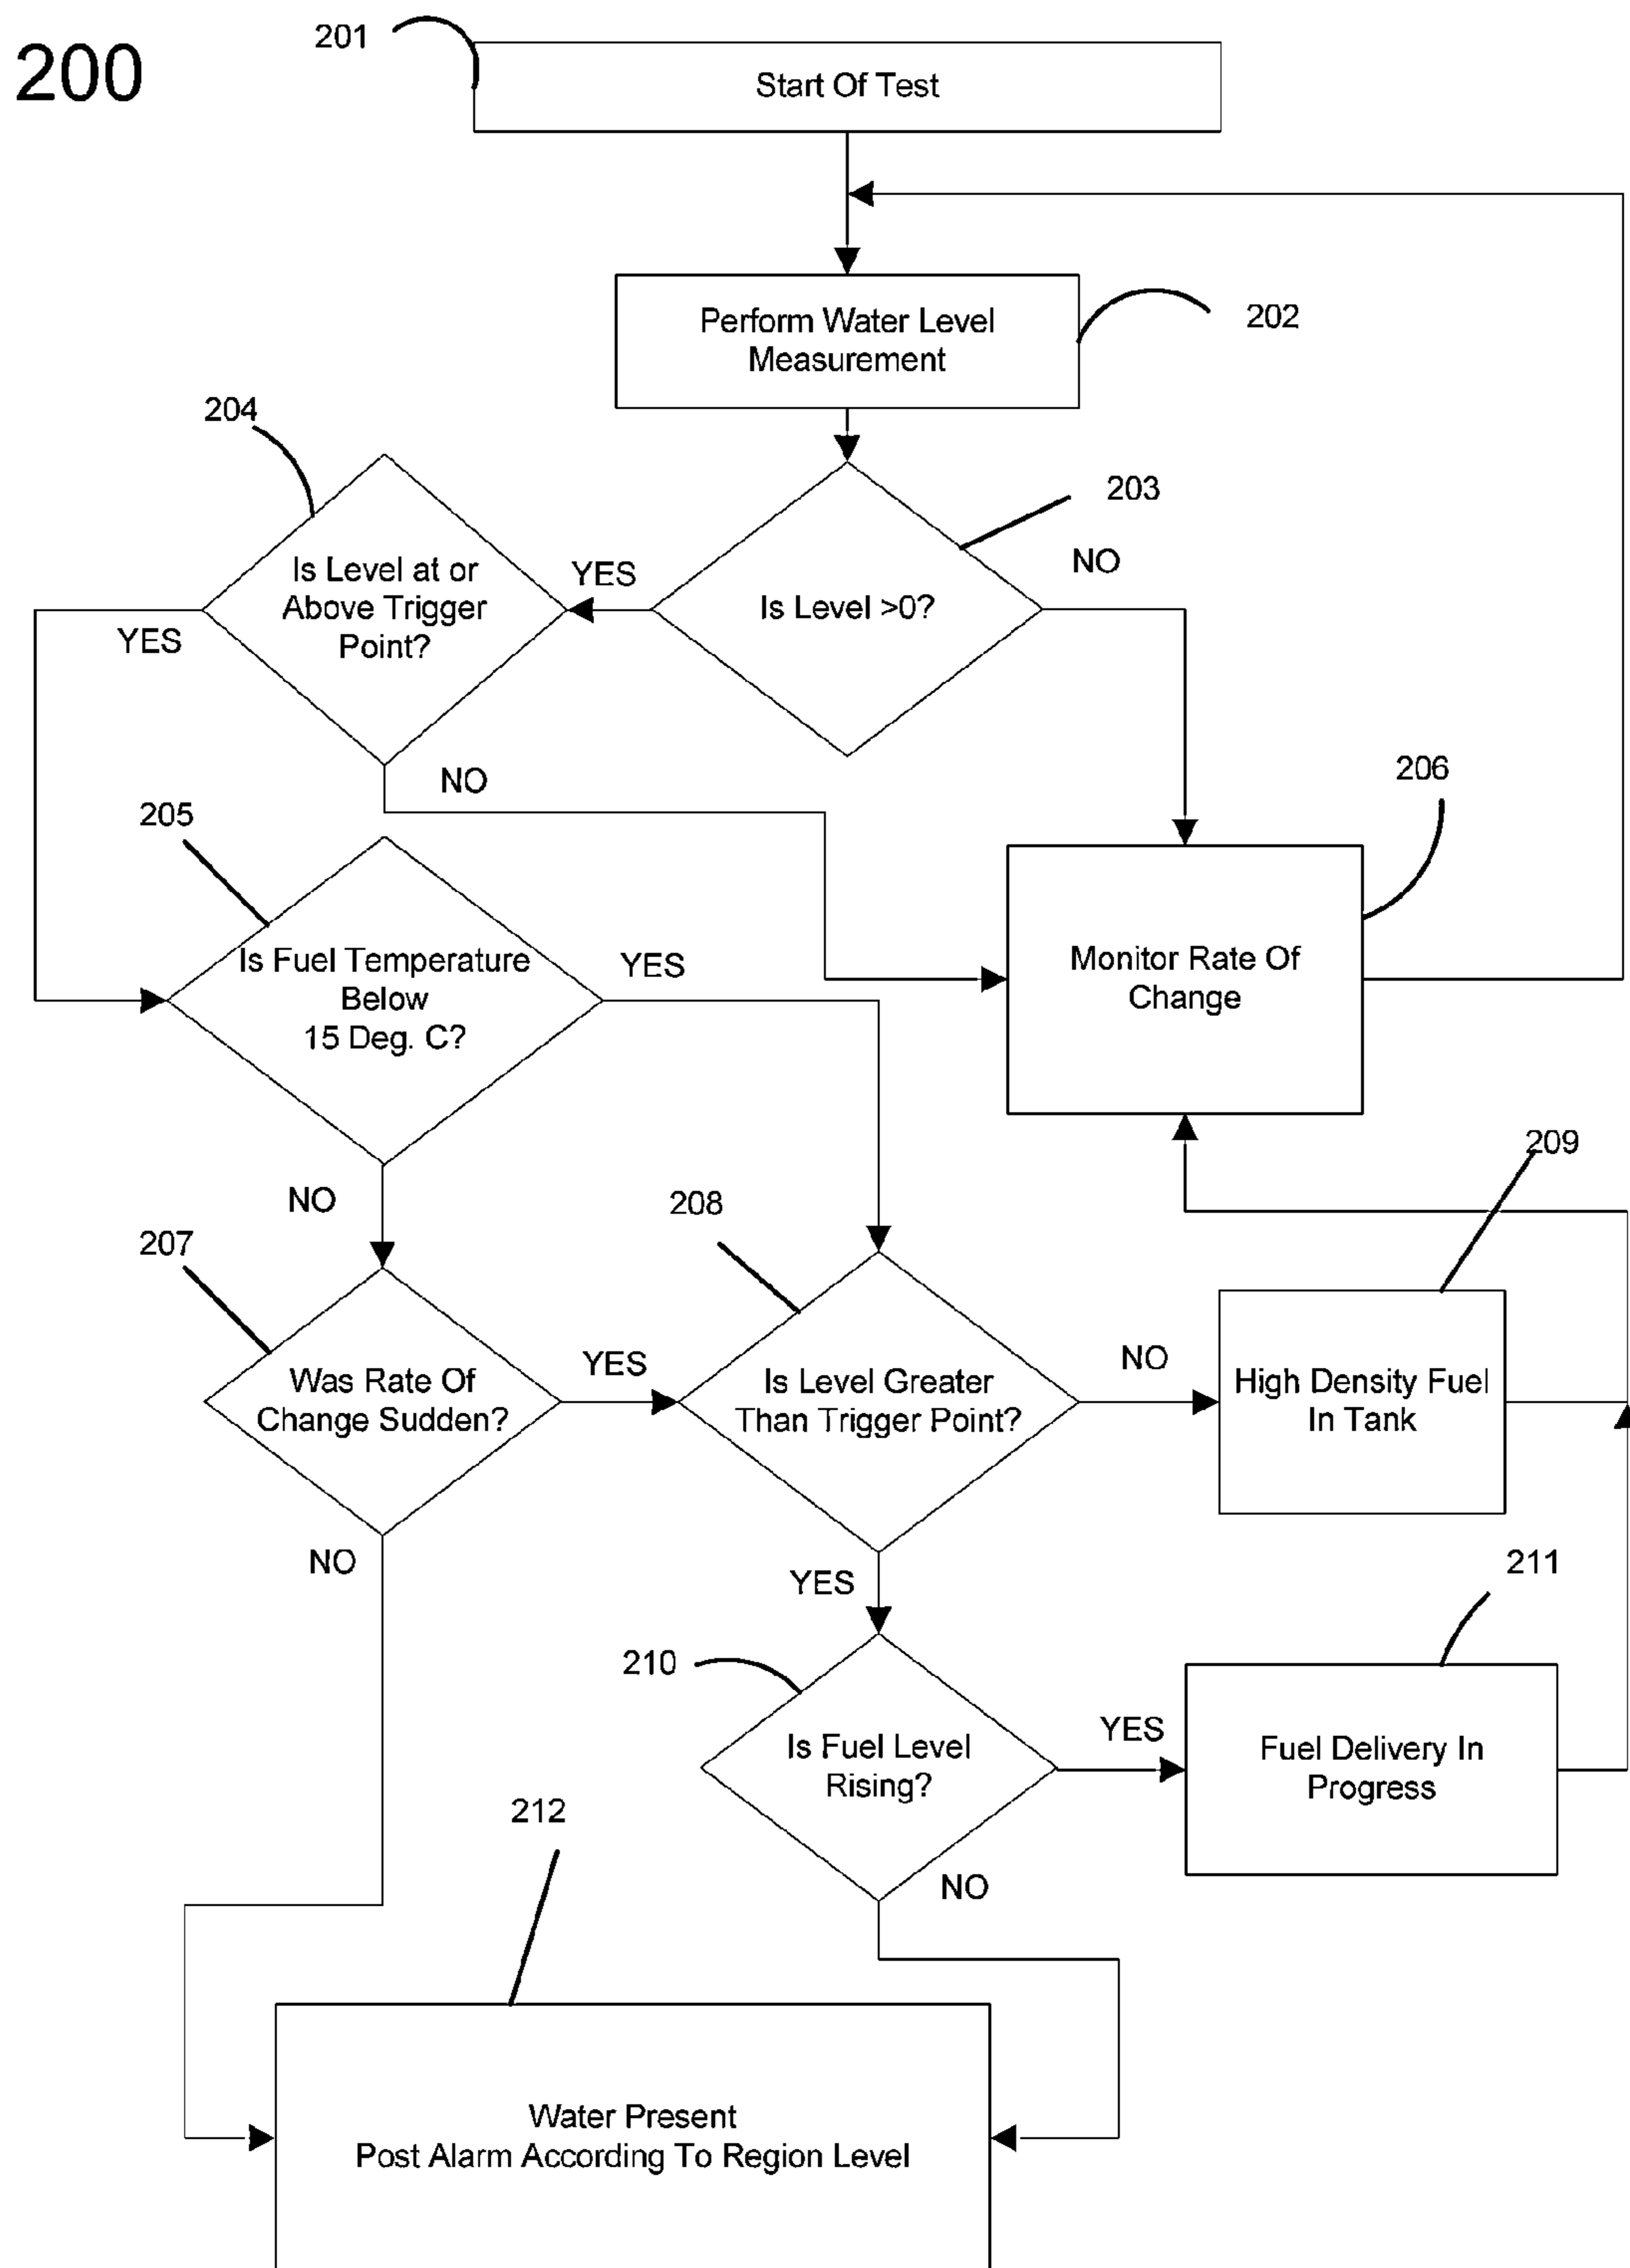 200
201
Start Of Test
Perform Water Level
Measurement
202
204
203
Is Level at or
Above Trigger
Point?
YES
Is Level >0?
NO
YES
NO
206
205
Is Fuel Temperature
Below
15 Deg. C?
YES
Monitor Rate Of
Change
NO
209
208
207
Was Rate Of
Change Sudden?
YES
Is Level Greater
Than Trigger Point?
NO
High Density Fuel
In Tank
NO
YES
211
210
Is Fuel Level
Rising?
YES
Fuel Delivery In
Progress
212
NO
Water Present
Post Alarm According To Region Level